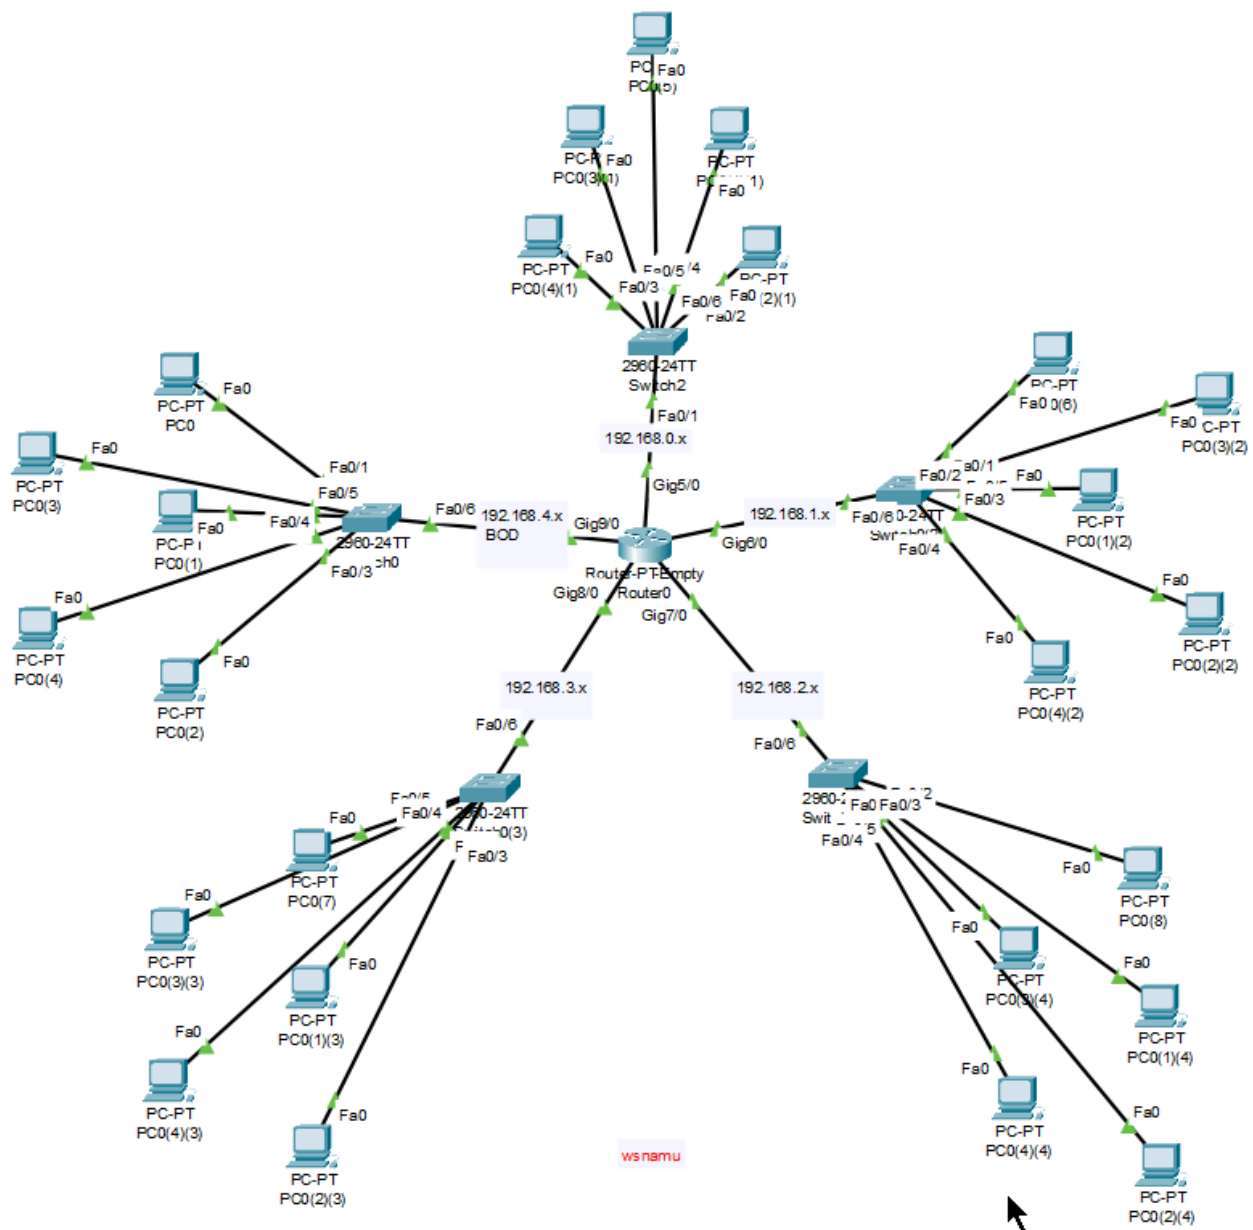 Fa0
PC0(5)
PC-PT
PC0(3)(1)
Fa0
PC-PT
Fa0
Fa0
PC-PT
PC0(4)(1)
Fa0/3
Fa0/5
Fa0/6
Fa0
Fa0/2
2960-24TT
Switch2
Fa0/1
192.168.0.x
Gig5/0
PC-PT
PC0
Fa0
Fa0
PC-PT
PC0(3)
Fa0/1
Fa0/5
Fa0
PC0(1)
Fa0/4
2960-24TT
Fa0/3
Fa0/6
192.168.4.x
BOD
Gig9/0
Fa0
PC-PT
PC0(4)
Fa0
PC-PT
PC0(2)
Router-PT-Empty
Router0
Gig6/0
Gig8/0
Gig7/0
192.168.1.x
Fa0/6
Fa0/2
Fa0/1
Fa0/3
Fa0/4
PC-PT
Fa0
Fa0
PC0(3)(2)
Fa0
PC-PT
PC0(1)(2)
Fa0
PC-PT
PC0(2)(2)
Fa0
PC-PT
PC0(4)(2)
192.168.3.x
Fa0/6
2960-24TT
Fa0/5
Fa0/4
Fa0/3
Fa0
PC-PT
PC0(7)
Fa0
PC-PT
PC0(3)(3)
Fa0
PC-PT
PC0(1)(3)
Fa0
PC-PT
PC0(4)(3)
Fa0
PC-PT
PC0(2)(3)
192.168.2.x
Fa0/6
Fa0/3
Fa0/4
Fa0
PC-PT
PC0(8)
Fa0
PC-PT
PC0(3)(4)
Fa0
PC-PT
PC0(1)(4)
Fa0
PC-PT
PC0(4)(4)
Fa0
PC-PT
PC0(2)(4)
wsnamu